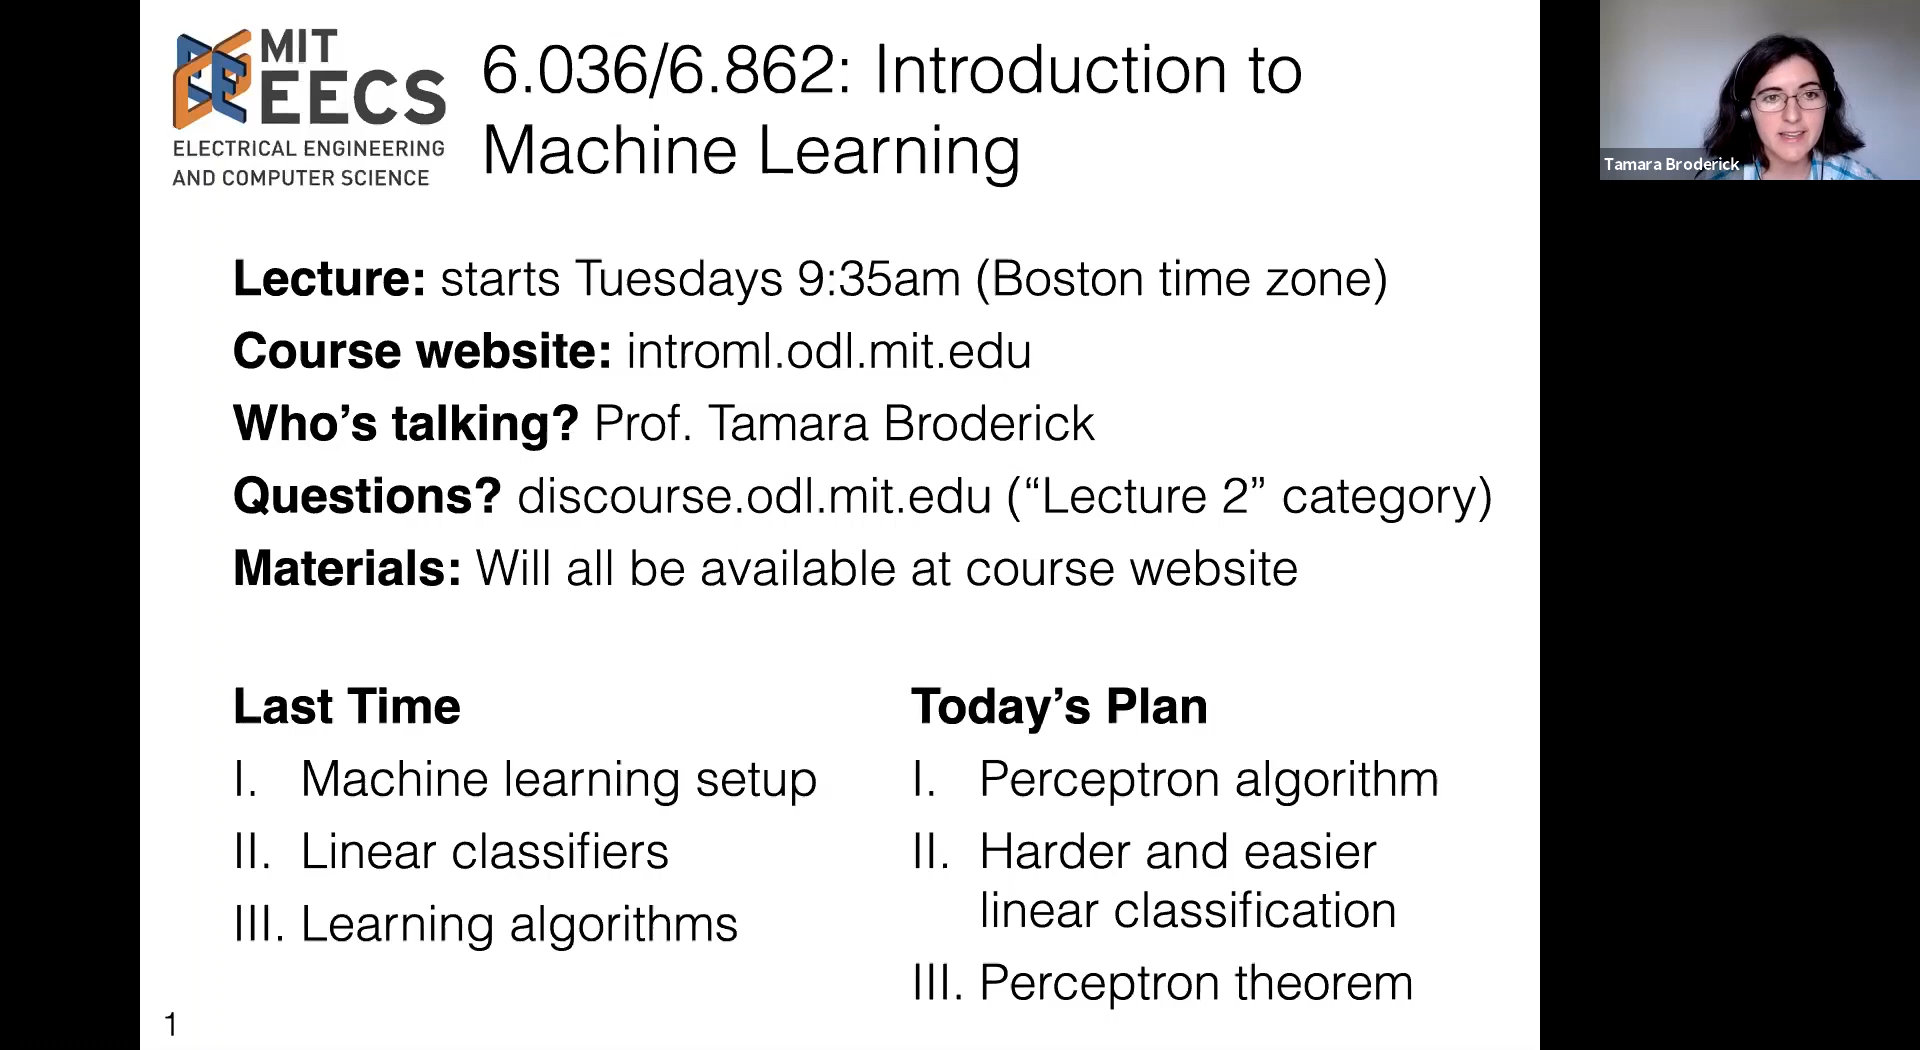 MIT
EECS
ELECTRICAL ENGINEERING
AND COMPUTER SCIENCE
6.036/6.862: Introduction to
Machine Learning
Tamara Broderick
Lecture: starts Tuesdays 9:35am (Boston time zone)
Course website: introml.odl.mit.edu
Who’s talking? Prof. Tamara Broderick
Questions? discourse.odl.mit.edu (“Lecture 2” category)
Materials: Will all be available at course website
Last Time
I. Machine learning setup
II. Linear classifiers
III. Learning algorithms
Today’s Plan
I. Perceptron algorithm
II. Harder and easier
linear classification
III. Perceptron theorem
1